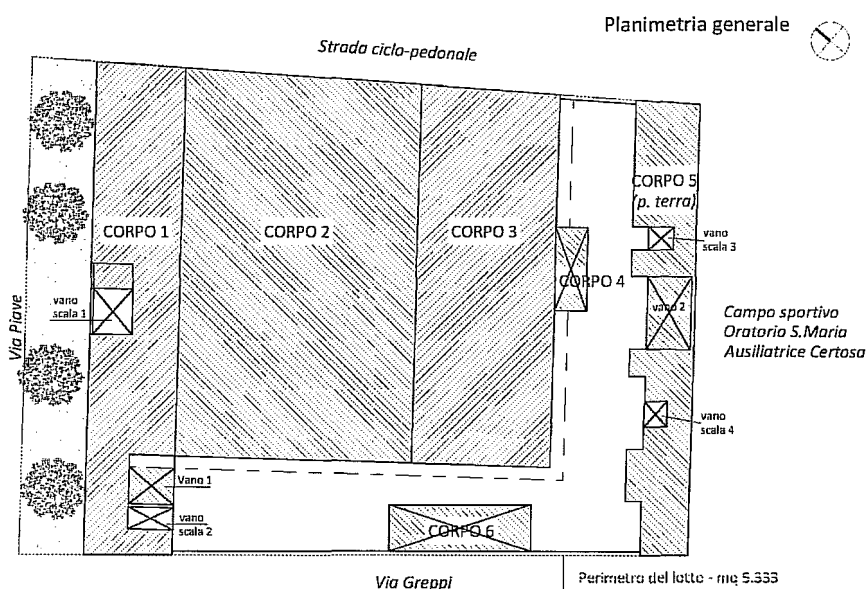 Planimetria generale
Strada ciclo-pedonale
CORPO 1
CORPO 2
CORPO 3
CORPO 4
CORPO 5
(p. terra)
vano
scala 3
vano
scala 1
vano 2
Via Piave
Campo sportivo
Oratorio S.Maria
Ausiliatrice Certosa
vano
scala 4
Vano 1
vano
scala 2
CORPO 6
Via Greppi
Perimetro del lotto - mq 5.333